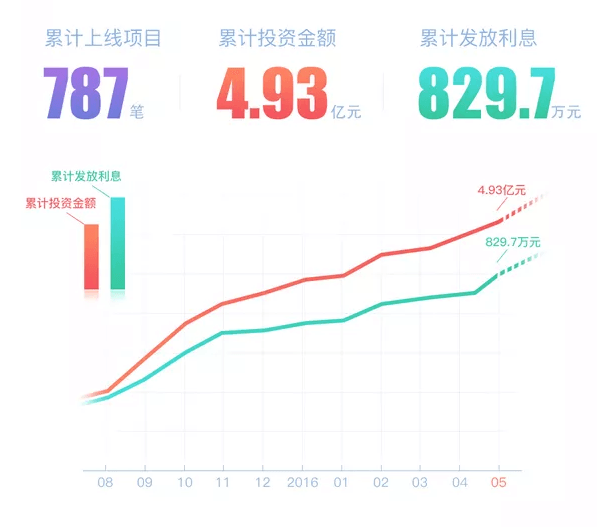 累计上线项目 累计投资金额 累计发放利息
787笔 4.93亿元 829.7万元
累计发放利息
累计投资金额
4.93亿元
829.7万元
08 09 10 11 12 2016 01 02 03 04 05